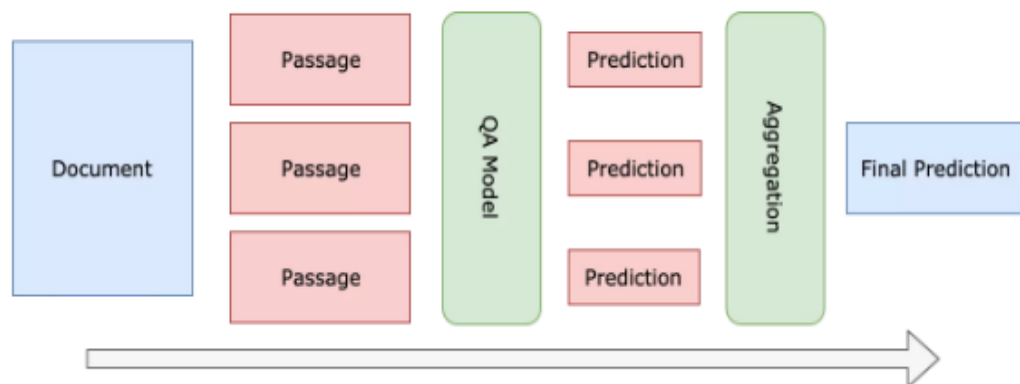 Document
Passage
Passage
Passage
QA Model
Prediction
Prediction
Prediction
Aggregation
Final Prediction